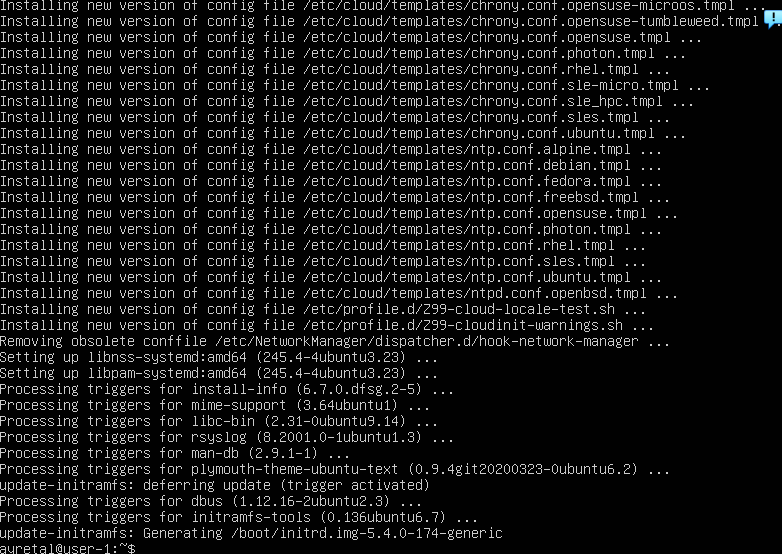 Installing new version of config file /etc/cloud/templates/chrony.conf.opensuse-microos.tmpl ...
Installing new version of config file /etc/cloud/templates/chrony.conf.opensuse-tumbleweed.tmpl ...
Installing new version of config file /etc/cloud/templates/chrony.conf.opensuse.tmpl ...
Installing new version of config file /etc/cloud/templates/chrony.conf.photon.tmpl ...
Installing new version of config file /etc/cloud/templates/chrony.conf.rhel.tmpl ...
Installing new version of config file /etc/cloud/templates/chrony.conf.sle-micro.tmpl ...
Installing new version of config file /etc/cloud/templates/chrony.conf.sle_hpc.tmpl ...
Installing new version of config file /etc/cloud/templates/chrony.conf.sles.tmpl ...
Installing new version of config file /etc/cloud/templates/chrony.conf.ubuntu.tmpl ...
Installing new version of config file /etc/cloud/templates/ntp.conf.alpine.tmpl ...
Installing new version of config file /etc/cloud/templates/ntp.conf.debian.tmpl ...
Installing new version of config file /etc/cloud/templates/ntp.conf.fedora.tmpl ...
Installing new version of config file /etc/cloud/templates/ntp.conf.freebsd.tmpl ...
Installing new version of config file /etc/cloud/templates/ntp.conf.opensuse.tmpl ...
Installing new version of config file /etc/cloud/templates/ntp.conf.photon.tmpl ...
Installing new version of config file /etc/cloud/templates/ntp.conf.rhel.tmpl ...
Installing new version of config file /etc/cloud/templates/ntp.conf.sles.tmpl ...
Installing new version of config file /etc/cloud/templates/ntp.conf.ubuntu.tmpl ...
Installing new version of config file /etc/cloud/templates/ntpd.conf.openbsd.tmpl ...
Installing new version of config file /etc/profile.d/Z99-cloud-locale-test.sh ...
Installing new version of config file /etc/profile.d/Z99-cloudinit-warnings.sh ...
Removing obsolete conffile /etc/NetworkManager/dispatcher.d/hook-network-manager ...
Setting up libnss-systemd:amd64 (245.4-4ubuntu3.23) ...
Setting up libpam-systemd:amd64 (245.4-4ubuntu3.23) ...
Processing triggers for install-info (6.7.0.dfsg.2-5) ...
Processing triggers for mime-support (3.64ubuntu1) ...
Processing triggers for libc-bin (2.31-0ubuntu9.14) ...
Processing triggers for rsyslog (8.2001.0-1ubuntu1.3) ...
Processing triggers for man-db (2.9.1-1) ...
Processing triggers for plymouth-theme-ubuntu-text (0.9.4git20200323-0ubuntu6.2) ...
update-initramfs: deferring update (trigger activated)
Processing triggers for dbus (1.12.16-2ubuntu2.3) ...
Processing triggers for initramfs-tools (0.136ubuntu6.7) ...
update-initramfs: Generating /boot/initrd.img-5.4.0-174-generic
ayretal@user-1:~$